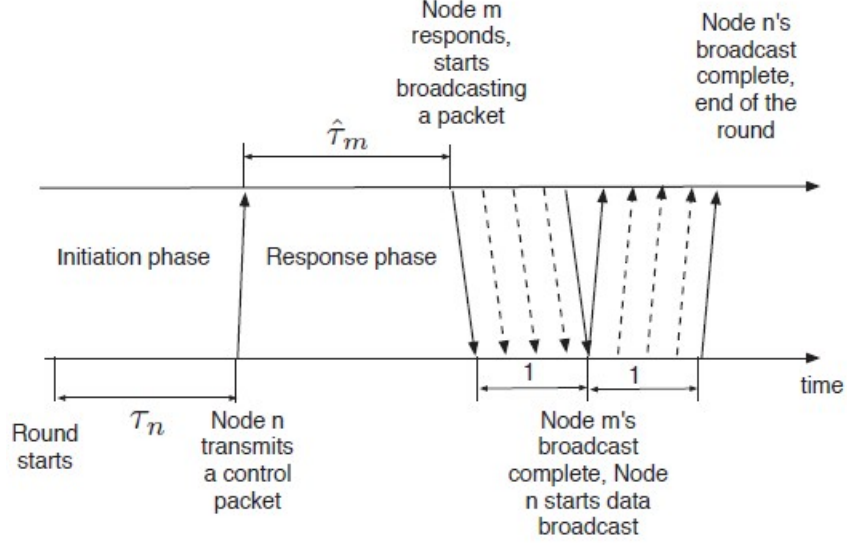 Node m
responds,
starts
broadcasting
a packet
Node n's
broadcast
complete,
end of the
round
τ̂ₘ
Initiation phase
Response phase
1
1
time
τₙ
Round
starts
Node n
transmits
a control
packet
Node m's
broadcast
complete, Node
n starts data
broadcast